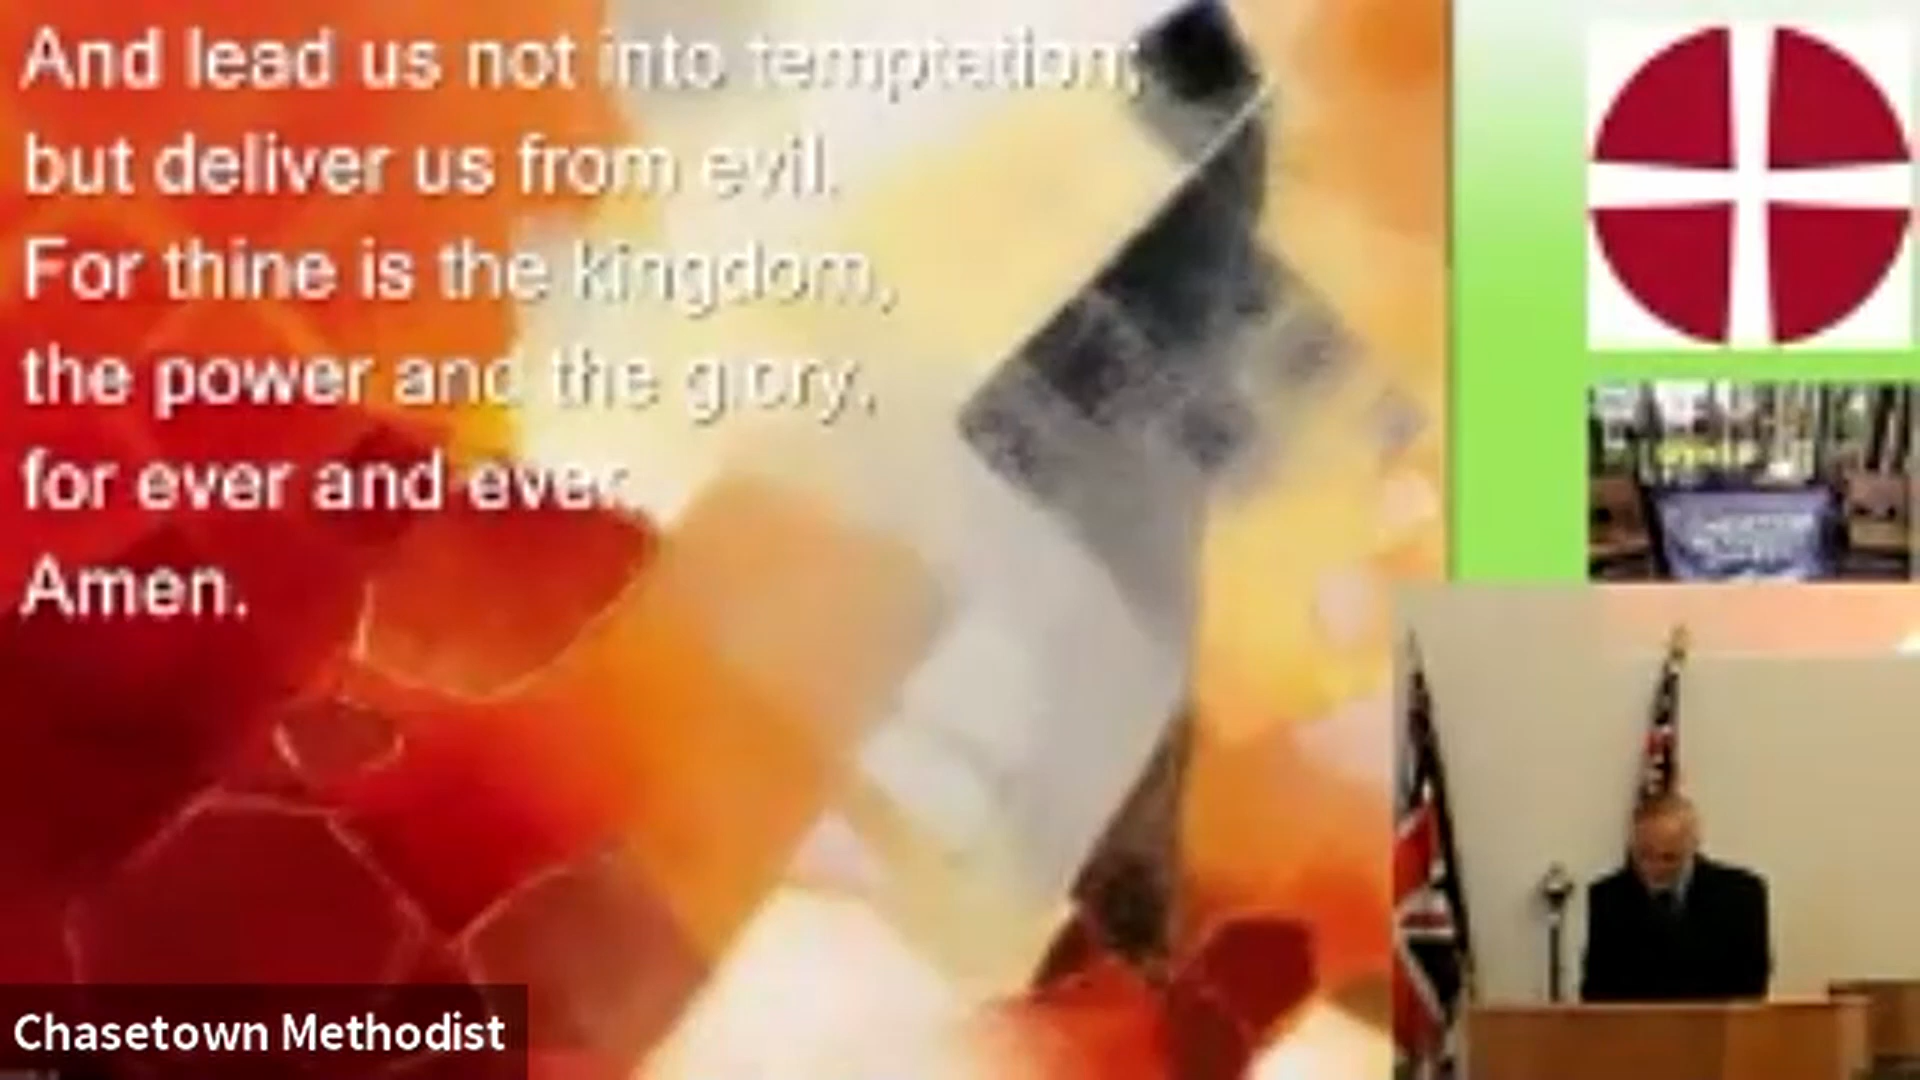 And lead us not into temptation;
but deliver us from evil.
For thine is the kingdom,
the power and the glory,
for ever and ever.
Amen.
Chasetown Methodist